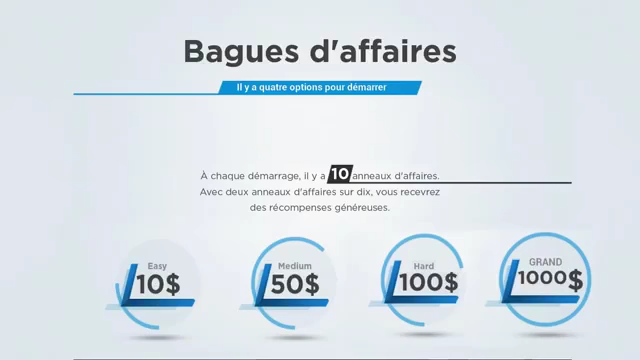 Bagues d'affaires
Il y a quatre options pour démarrer
À chaque démarrage, il y a 10 anneaux d'affaires.
Avec deux anneaux d'affaires sur dix, vous recevrez
des récompenses généreuses.
Easy
10$
Medium
50$
Hard
100$
GRAND
1000$